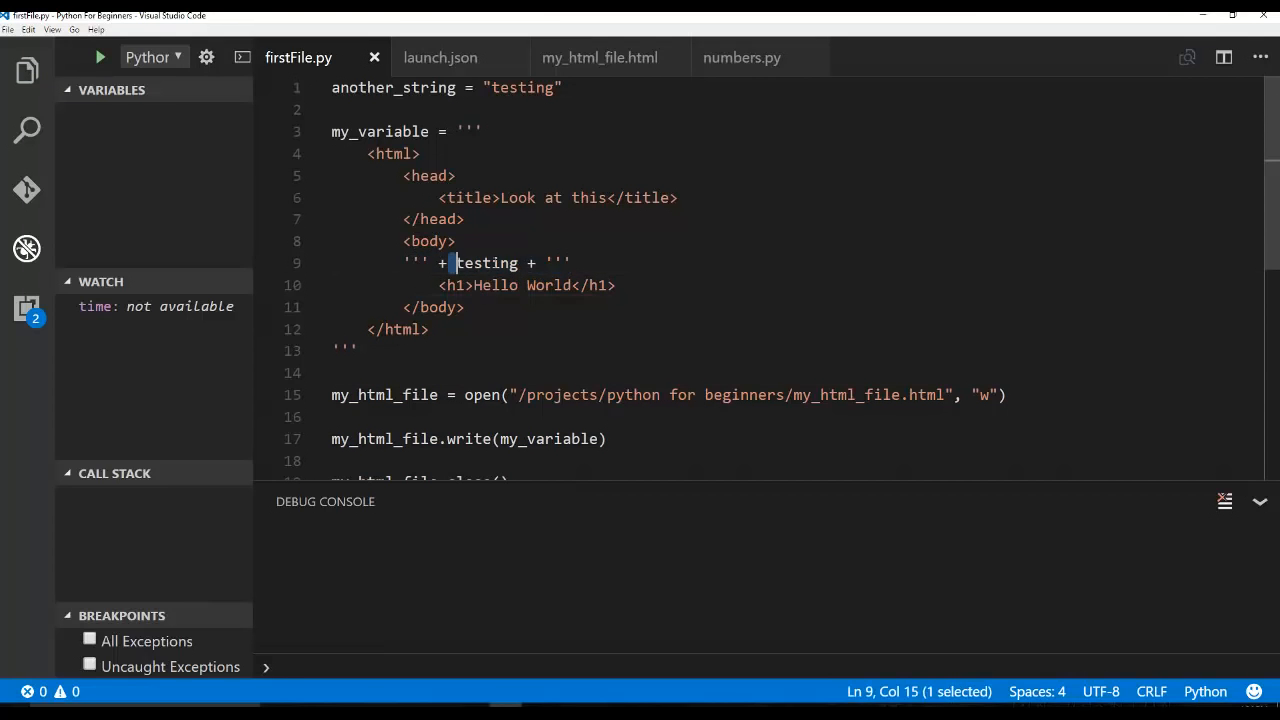 firstFile.py - Python For Beginners - Visual Studio Code
File Edit View Go Help
Python
firstFile.py
launch.json
my_html_file.html
numbers.py
VARIABLES
WATCH
time: not available
CALL STACK
BREAKPOINTS
All Exceptions
Uncaught Exceptions
2
1 another_string = "testing"
2
3 my_variable = '''
4 <html>
5 <head>
6 <title>Look at this</title>
7 </head>
8 <body>
9 ''' + testing + '''
10 <h1>Hello World</h1>
11 </body>
12 </html>
13 '''
14
15 my_html_file = open("/projects/python for beginners/my_html_file.html", "w")
16
17 my_html_file.write(my_variable)
18
my_html_file.close()
DEBUG CONSOLE
0 0
Ln 9, Col 15 (1 selected) Spaces: 4 UTF-8 CRLF Python